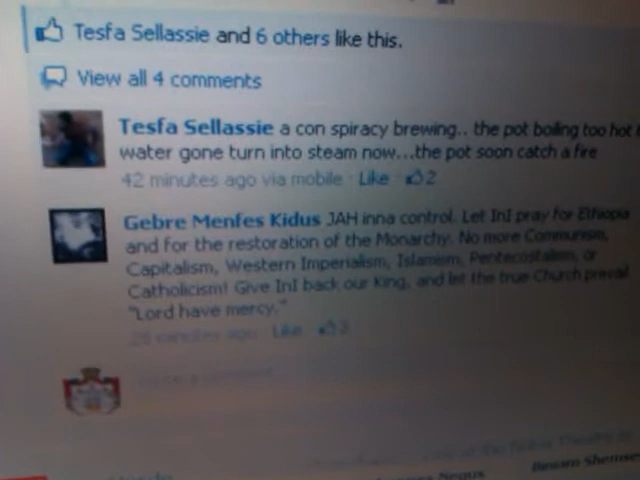 Tesfa Sellassie and 6 others like this.
View all 4 comments
Tesfa Sellassie a con spiracy brewing.. the pot boiling too hot
water gone turn into steam now...the pot soon catch a fire
42 minutes ago via mobile · Like · 2
Gebre Menfes Kidus JAH inna control. Let InI pray for Ethiopia
and for the restoration of the Monarchy. No more Communism,
Capitalism, Western Imperialism, Islamism, Pentecostalism, or
Catholicism! Give InI back our King, and let the true Church prevail
"Lord have mercy."
minutes ago · Like ·
Negus